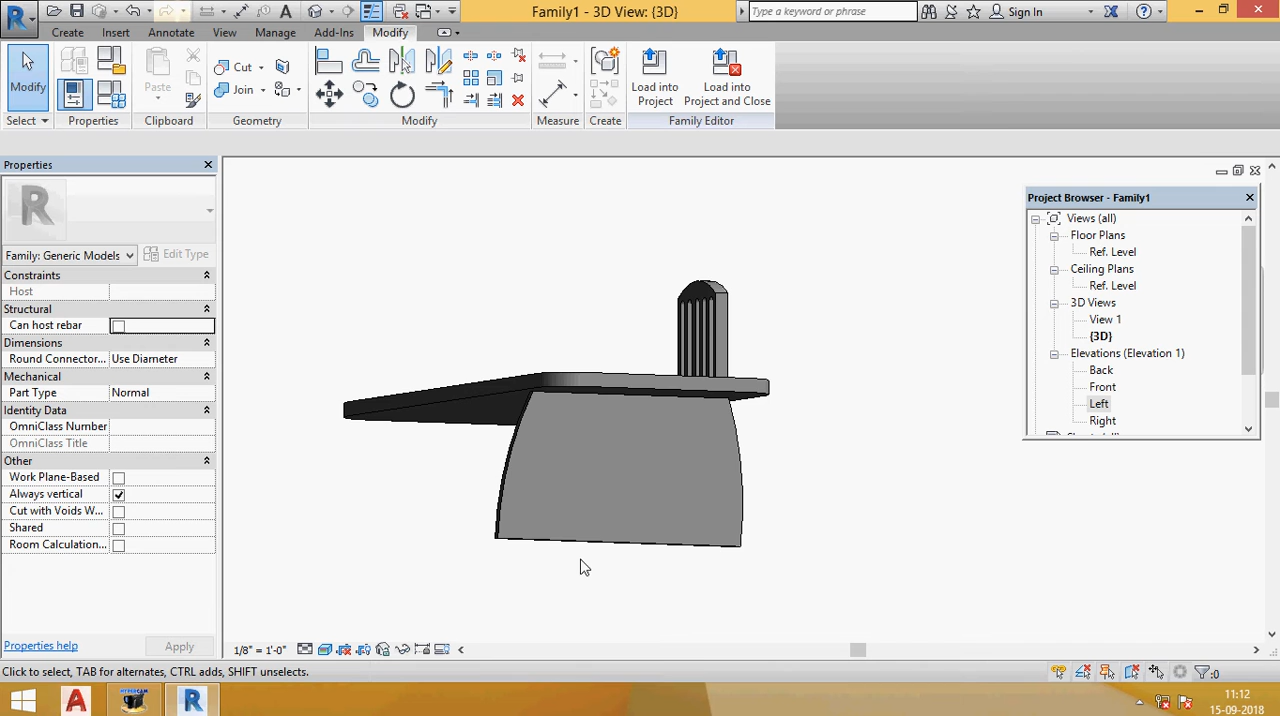 Family1 - 3D View: {3D}
Type a keyword or phrase
Sign In
Create Insert Annotate View Manage Add-Ins Modify
Modify
Paste
Cut
Join
Load into Project
Load into Project and Close
Select Properties Clipboard Geometry Modify Measure Create Family Editor
Properties
Family: Generic Models
Edit Type
Constraints
Host
Structural
Can host rebar
Dimensions
Round Connector... Use Diameter
Mechanical
Part Type Normal
Identity Data
OmniClass Number
OmniClass Title
Other
Work Plane-Based
Always vertical
Cut with Voids W...
Shared
Room Calculation...
Properties help
Apply
Project Browser - Family1
Views (all)
Floor Plans
Ref. Level
Ceiling Plans
Ref. Level
3D Views
View 1
{3D}
Elevations (Elevation 1)
Back
Front
Left
Right
1/8" = 1'-0"
Click to select, TAB for alternates, CTRL adds, SHIFT unselects.
:0
11:12
15-09-2018